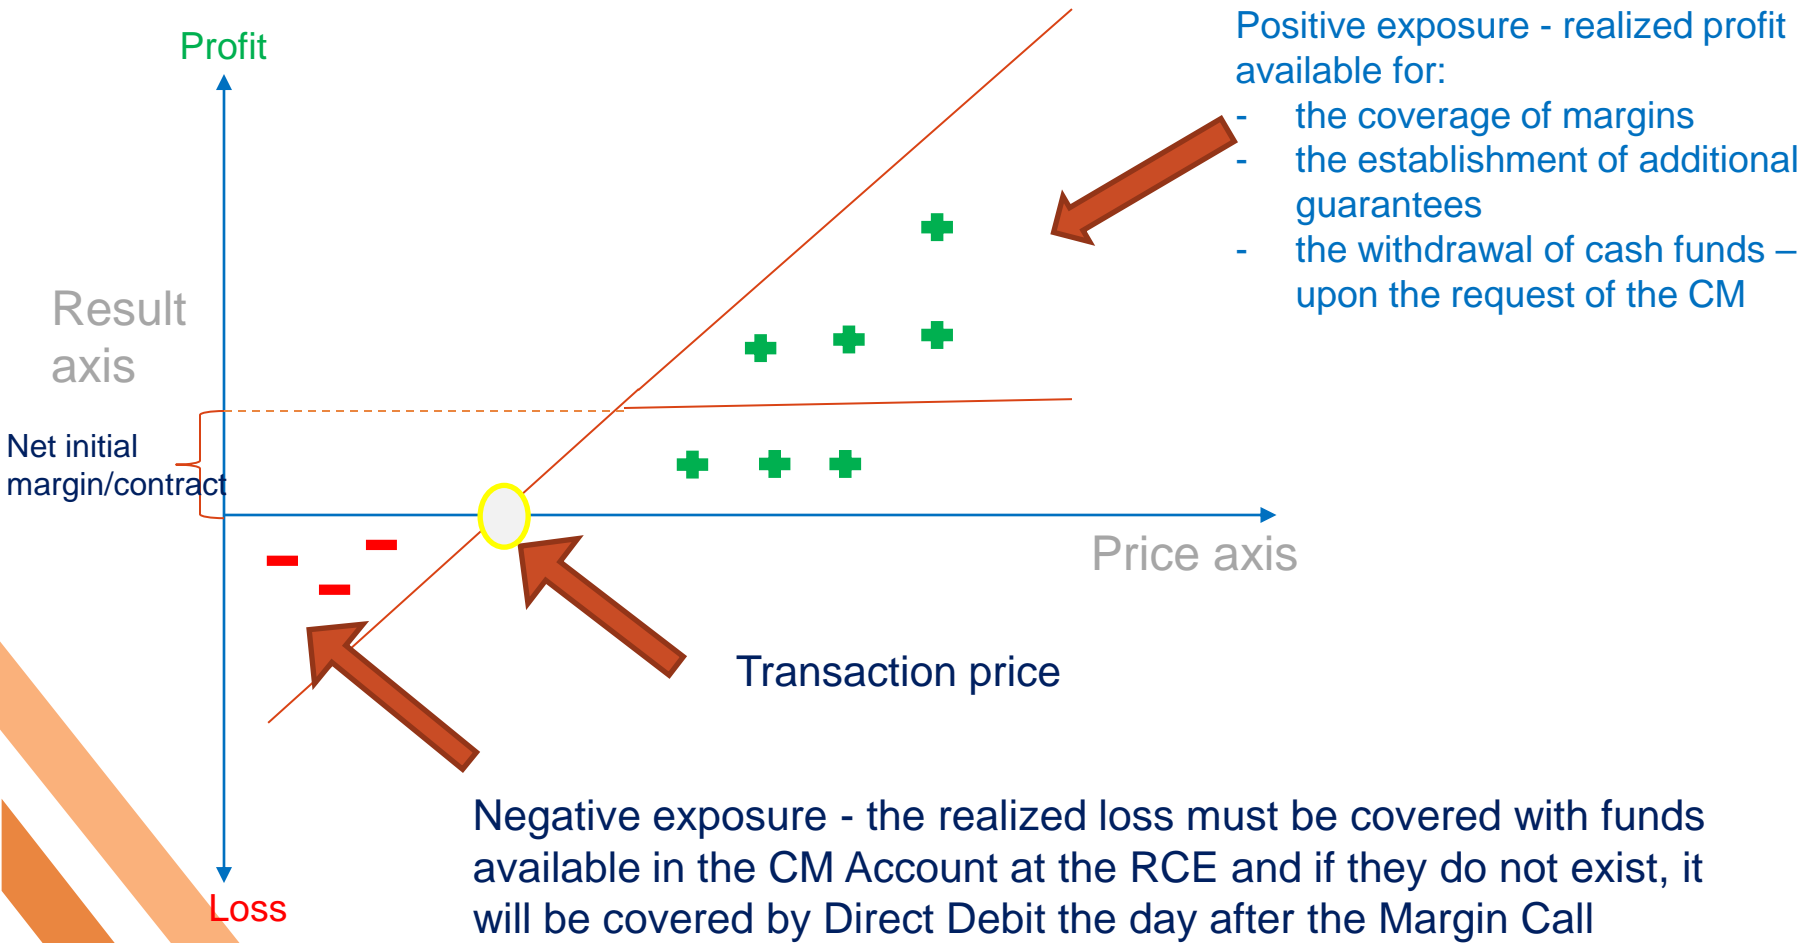 Profit
Positive exposure - realized profit
available for:
- the coverage of margins
- the establishment of additional
guarantees
- the withdrawal of cash funds –
upon the request of the CM
Result
axis
Net initial
margin/contract
Price axis
Transaction price
Negative exposure - the realized loss must be covered with funds
available in the CM Account at the RCE and if they do not exist, it
will be covered by Direct Debit the day after the Margin Call
Loss